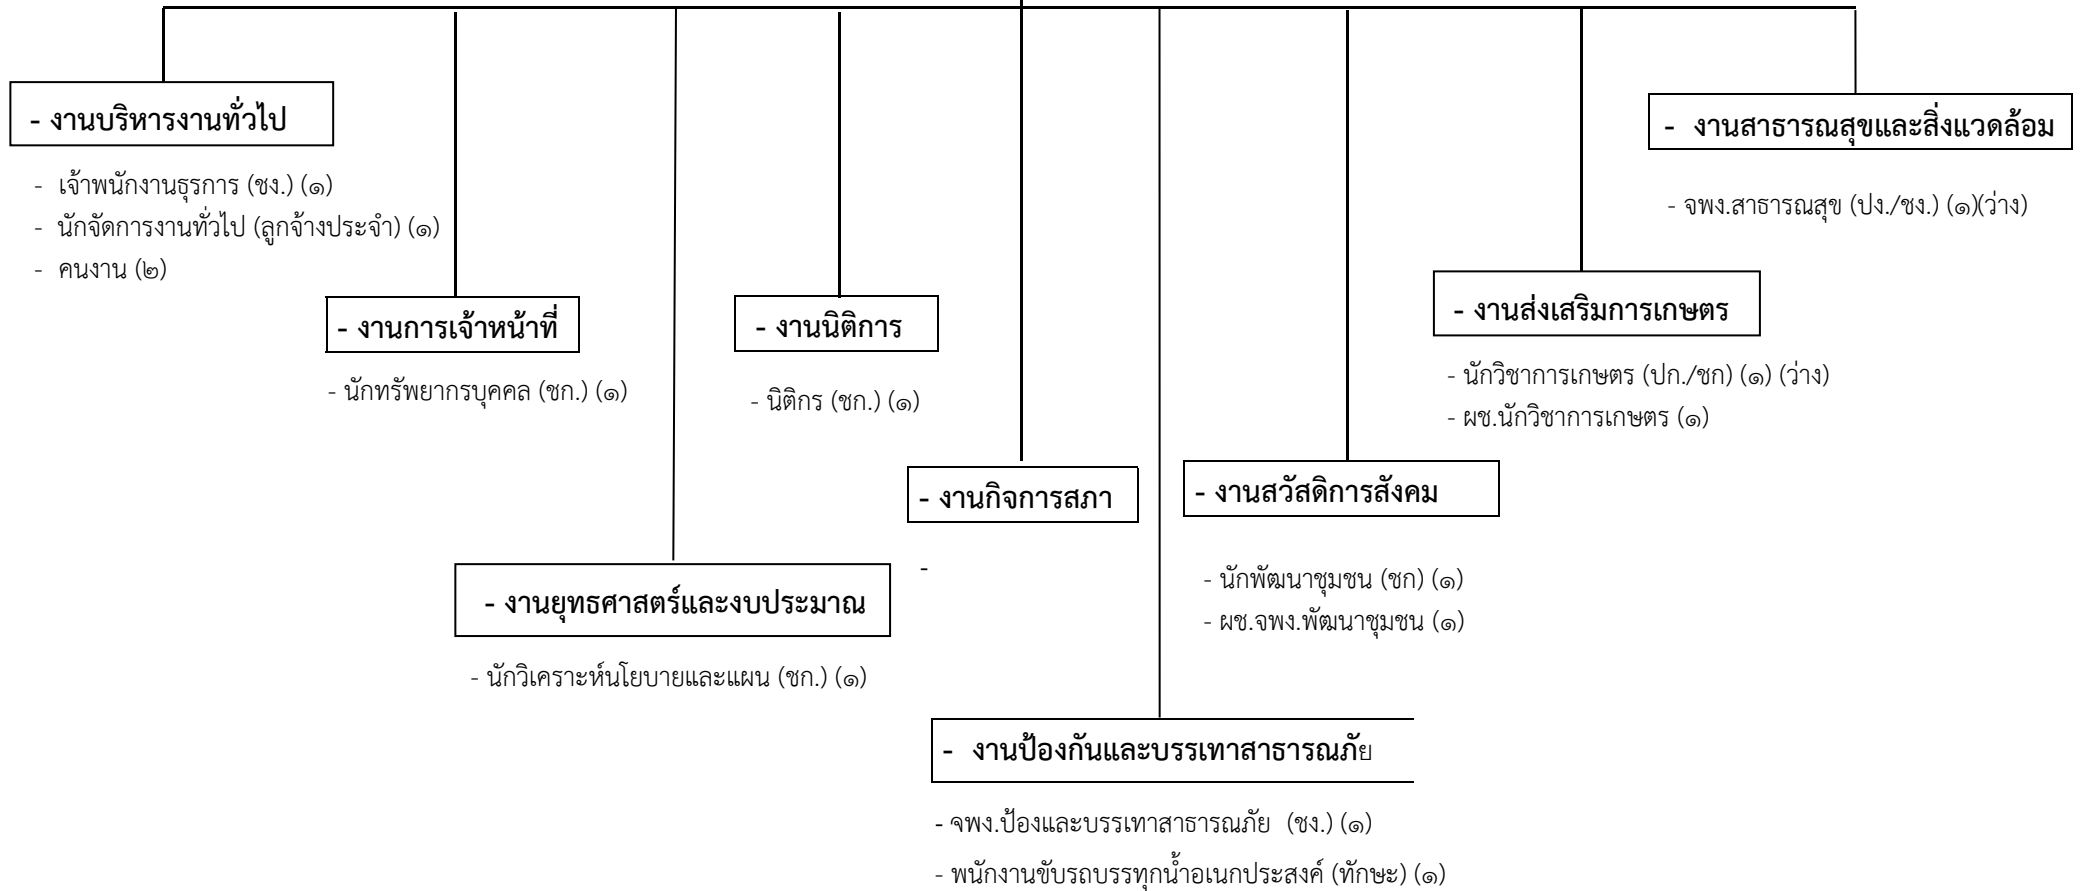 - งานบริหารงานทั่วไป
- เจ้าพนักงานธุรการ (ชง.) (๑)
- นักจัดการงานทั่วไป (ลูกจ้างประจำ) (๑)
- คนงาน (๒)
- งานการเจ้าหน้าที่
- นักทรัพยากรบุคคล (ชก.) (๑)
- งานยุทธศาสตร์และงบประมาณ
- นักวิเคราะห์นโยบายและแผน (ชก.) (๑)
- งานนิติการ
- นิติกร (ชก.) (๑)
- งานกิจการสภา
-
- งานป้องกันและบรรเทาสาธารณภัย
- จพง.ป้องและบรรเทาสาธารณภัย (ชง.) (๑)
- พนักงานขับรถบรรทุกน้ำอเนกประสงค์ (ทักษะ) (๑)
- งานสวัสดิการสังคม
- นักพัฒนาชุมชน (ชก) (๑)
- ผช.จพง.พัฒนาชุมชน (๑)
- งานส่งเสริมการเกษตร
- นักวิชาการเกษตร (ปก./ชก) (๑) (ว่าง)
- ผช.นักวิชาการเกษตร (๑)
- งานสาธารณสุขและสิ่งแวดล้อม
- จพง.สาธารณสุข (ปง./ชง.) (๑)(ว่าง)